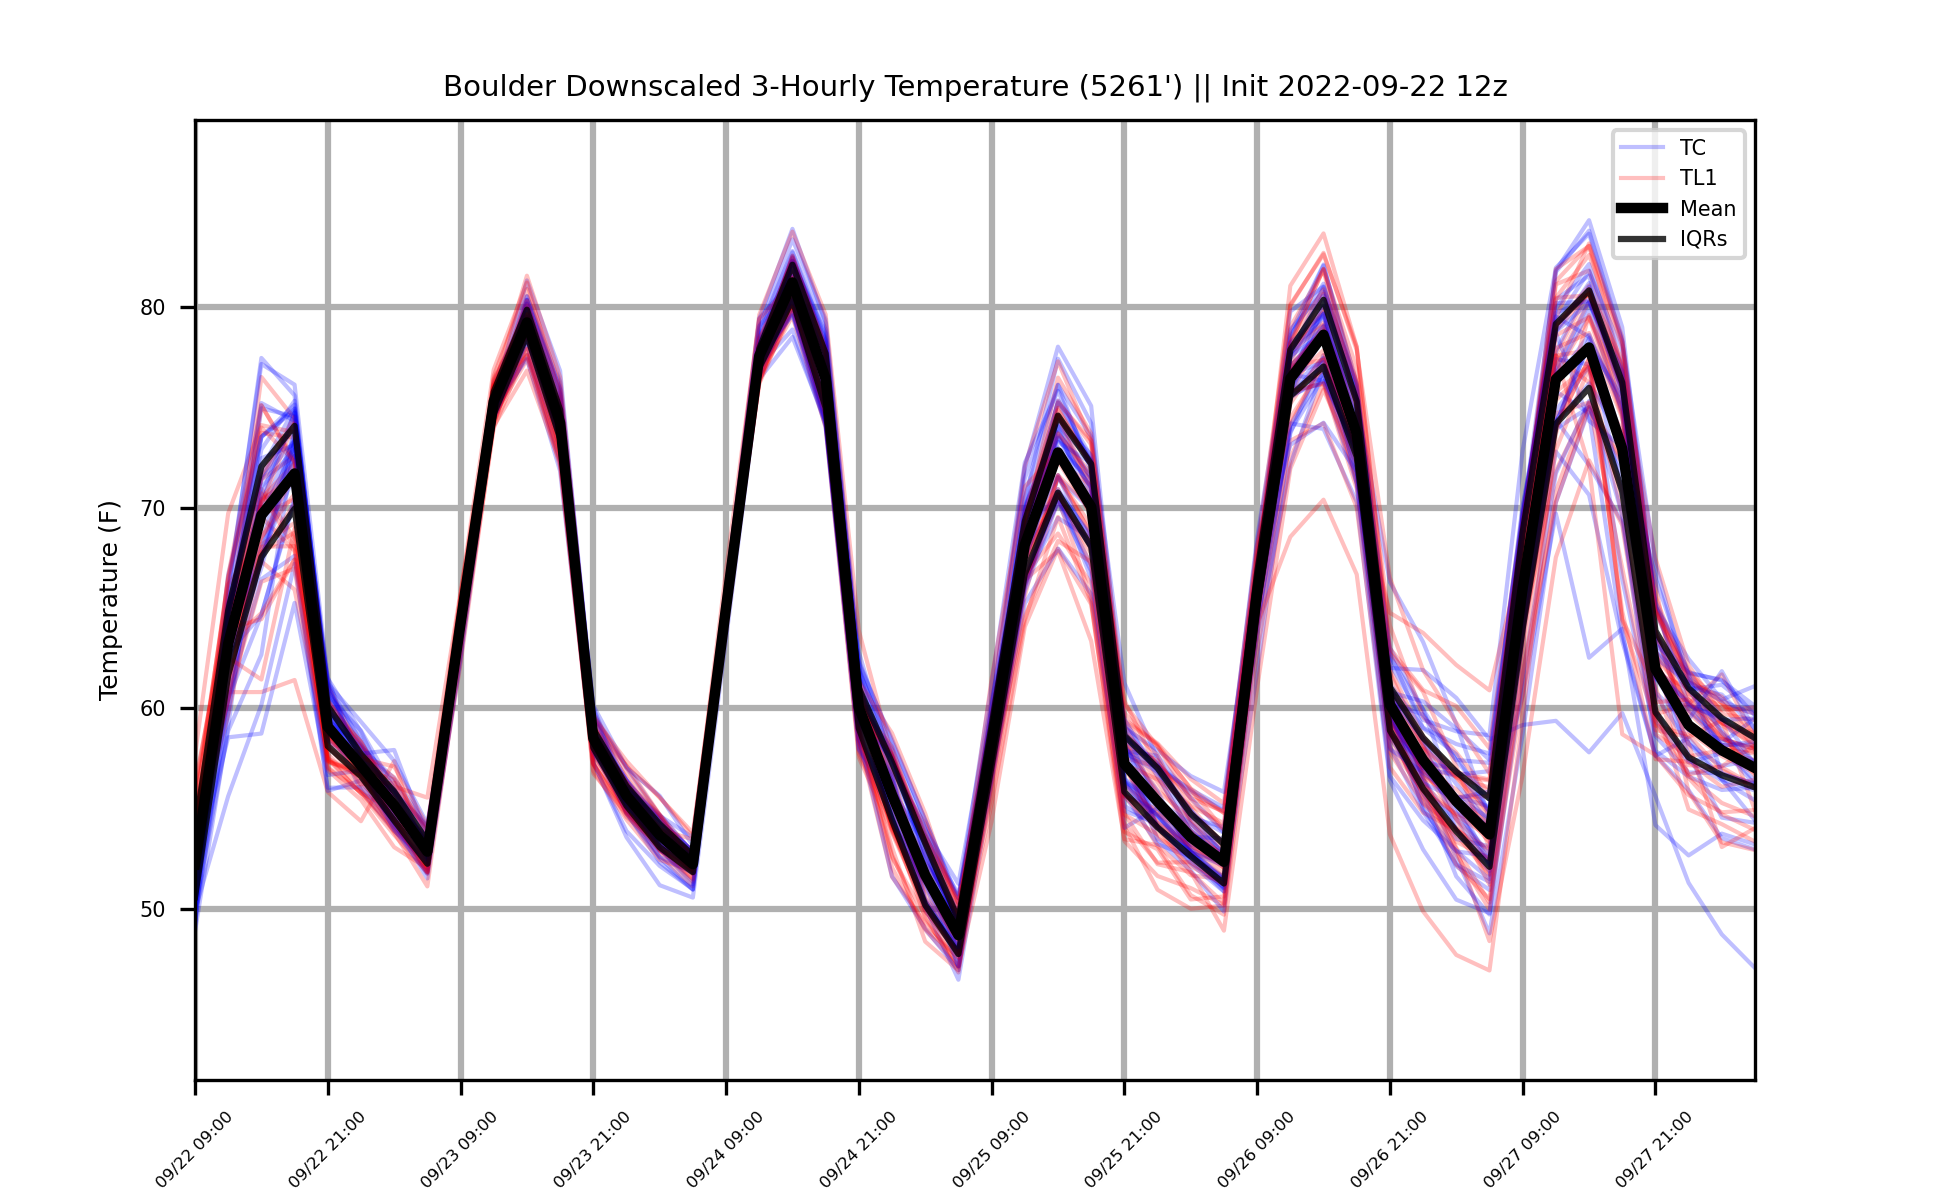 Boulder Downscaled 3-Hourly Temperature (5261') || Init 2022-09-22 12z
TC
TL1
Mean
IQRs
Temperature (F)
80
70
60
50
09/22 09:00
09/22 21:00
09/23 09:00
09/23 21:00
09/24 09:00
09/24 21:00
09/25 09:00
09/25 21:00
09/26 09:00
09/26 21:00
09/27 09:00
09/27 21:00